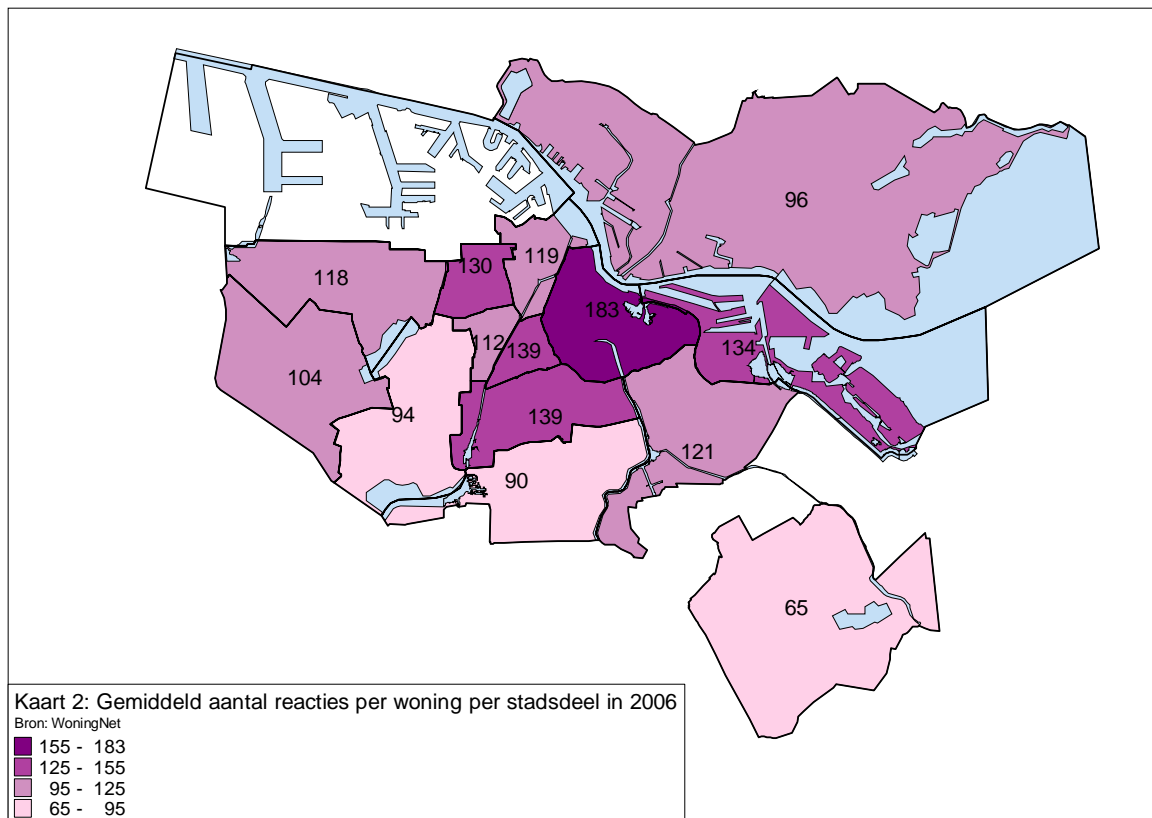 96
119
130
118
183
112
139
134
104
94
139
121
90
65
Kaart 2: Gemiddeld aantal reacties per woning per stadsdeel in 2006
Bron: WoningNet
155 - 183
125 - 155
95 - 125
65 - 95